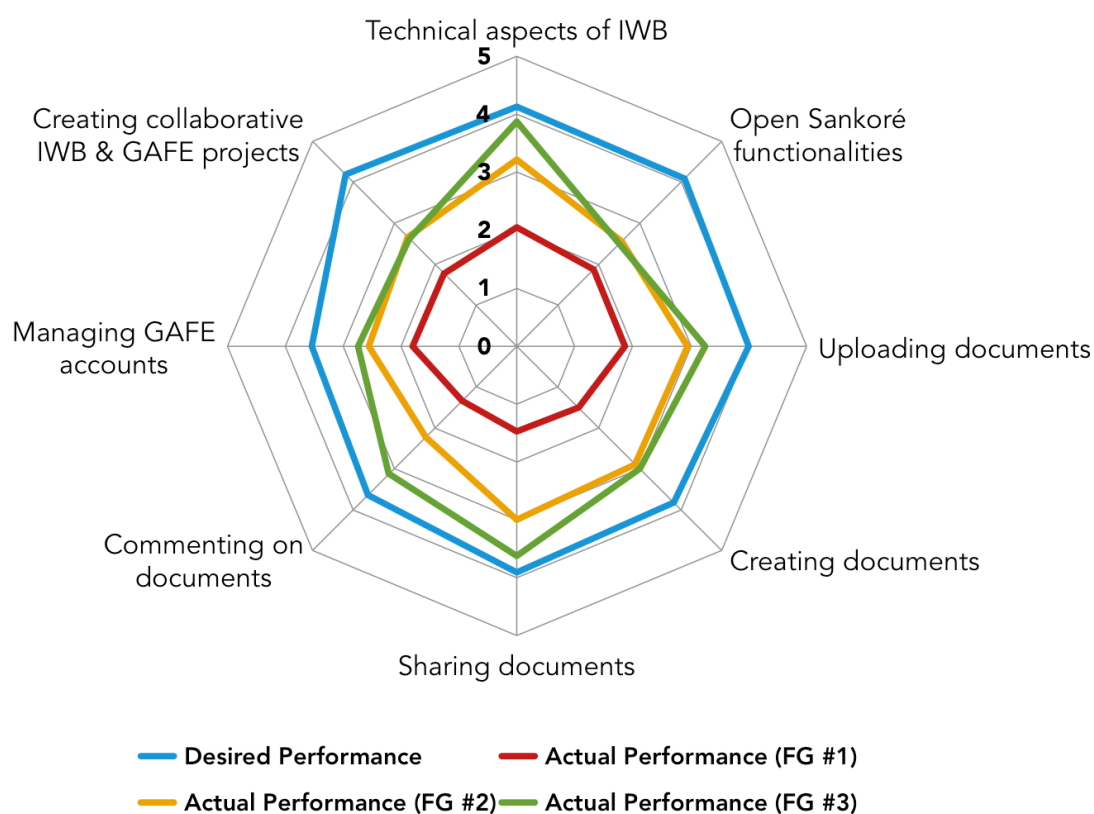 Technical aspects of IWB
5
Creating collaborative
IWB & GAFE projects
Open Sankoré
functionalities
4
3
2
1
0
Managing GAFE
accounts
Uploading documents
Commenting on
documents
Creating documents
Sharing documents
Desired Performance
Actual Performance (FG #1)
Actual Performance (FG #2)
Actual Performance (FG #3)